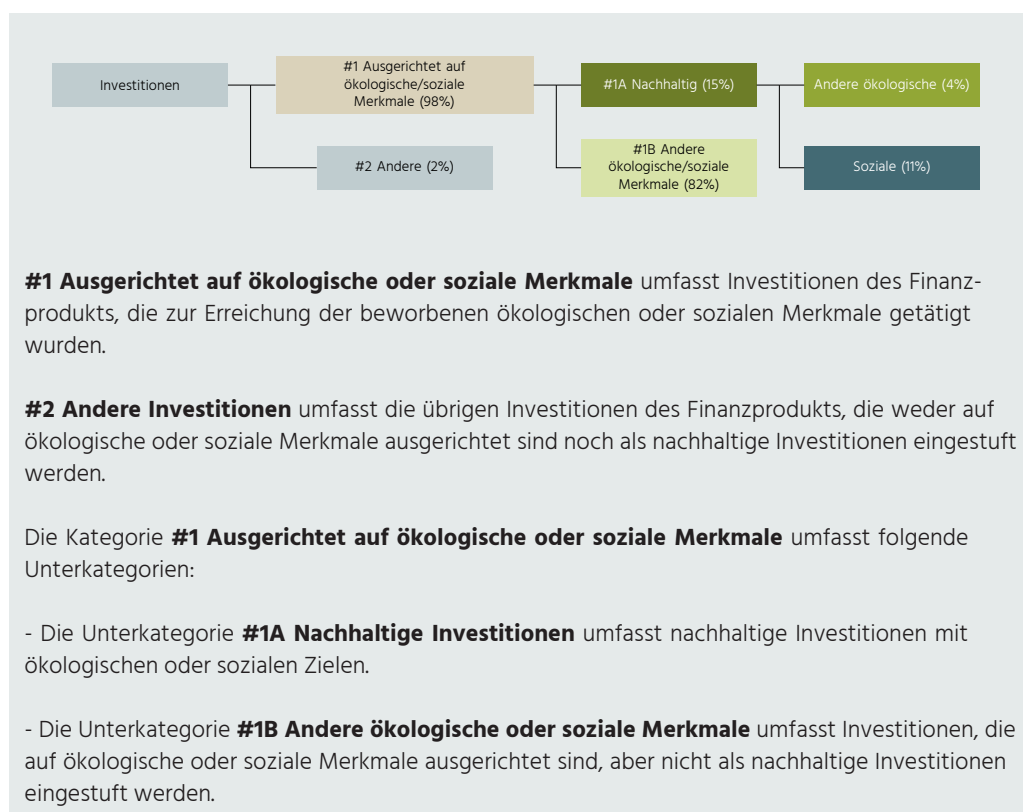 Investitionen
#1 Ausgerichtet auf
ökologische/soziale
Merkmale (98%)
#1A Nachhaltig (15%)
Andere ökologische (4%)
#2 Andere (2%)
#1B Andere
ökologische/soziale
Merkmale (82%)
Soziale (11%)
#1 Ausgerichtet auf ökologische oder soziale Merkmale umfasst Investitionen des Finanz-
produkts, die zur Erreichung der beworbenen ökologischen oder sozialen Merkmale getätigt
wurden.
#2 Andere Investitionen umfasst die übrigen Investitionen des Finanzprodukts, die weder auf
ökologische oder soziale Merkmale ausgerichtet sind noch als nachhaltige Investitionen eingestuft
werden.
Die Kategorie #1 Ausgerichtet auf ökologische oder soziale Merkmale umfasst folgende
Unterkategorien:
- Die Unterkategorie #1A Nachhaltige Investitionen umfasst nachhaltige Investitionen mit
ökologischen oder sozialen Zielen.
- Die Unterkategorie #1B Andere ökologische oder soziale Merkmale umfasst Investitionen, die
auf ökologische oder soziale Merkmale ausgerichtet sind, aber nicht als nachhaltige Investitionen
eingestuft werden.